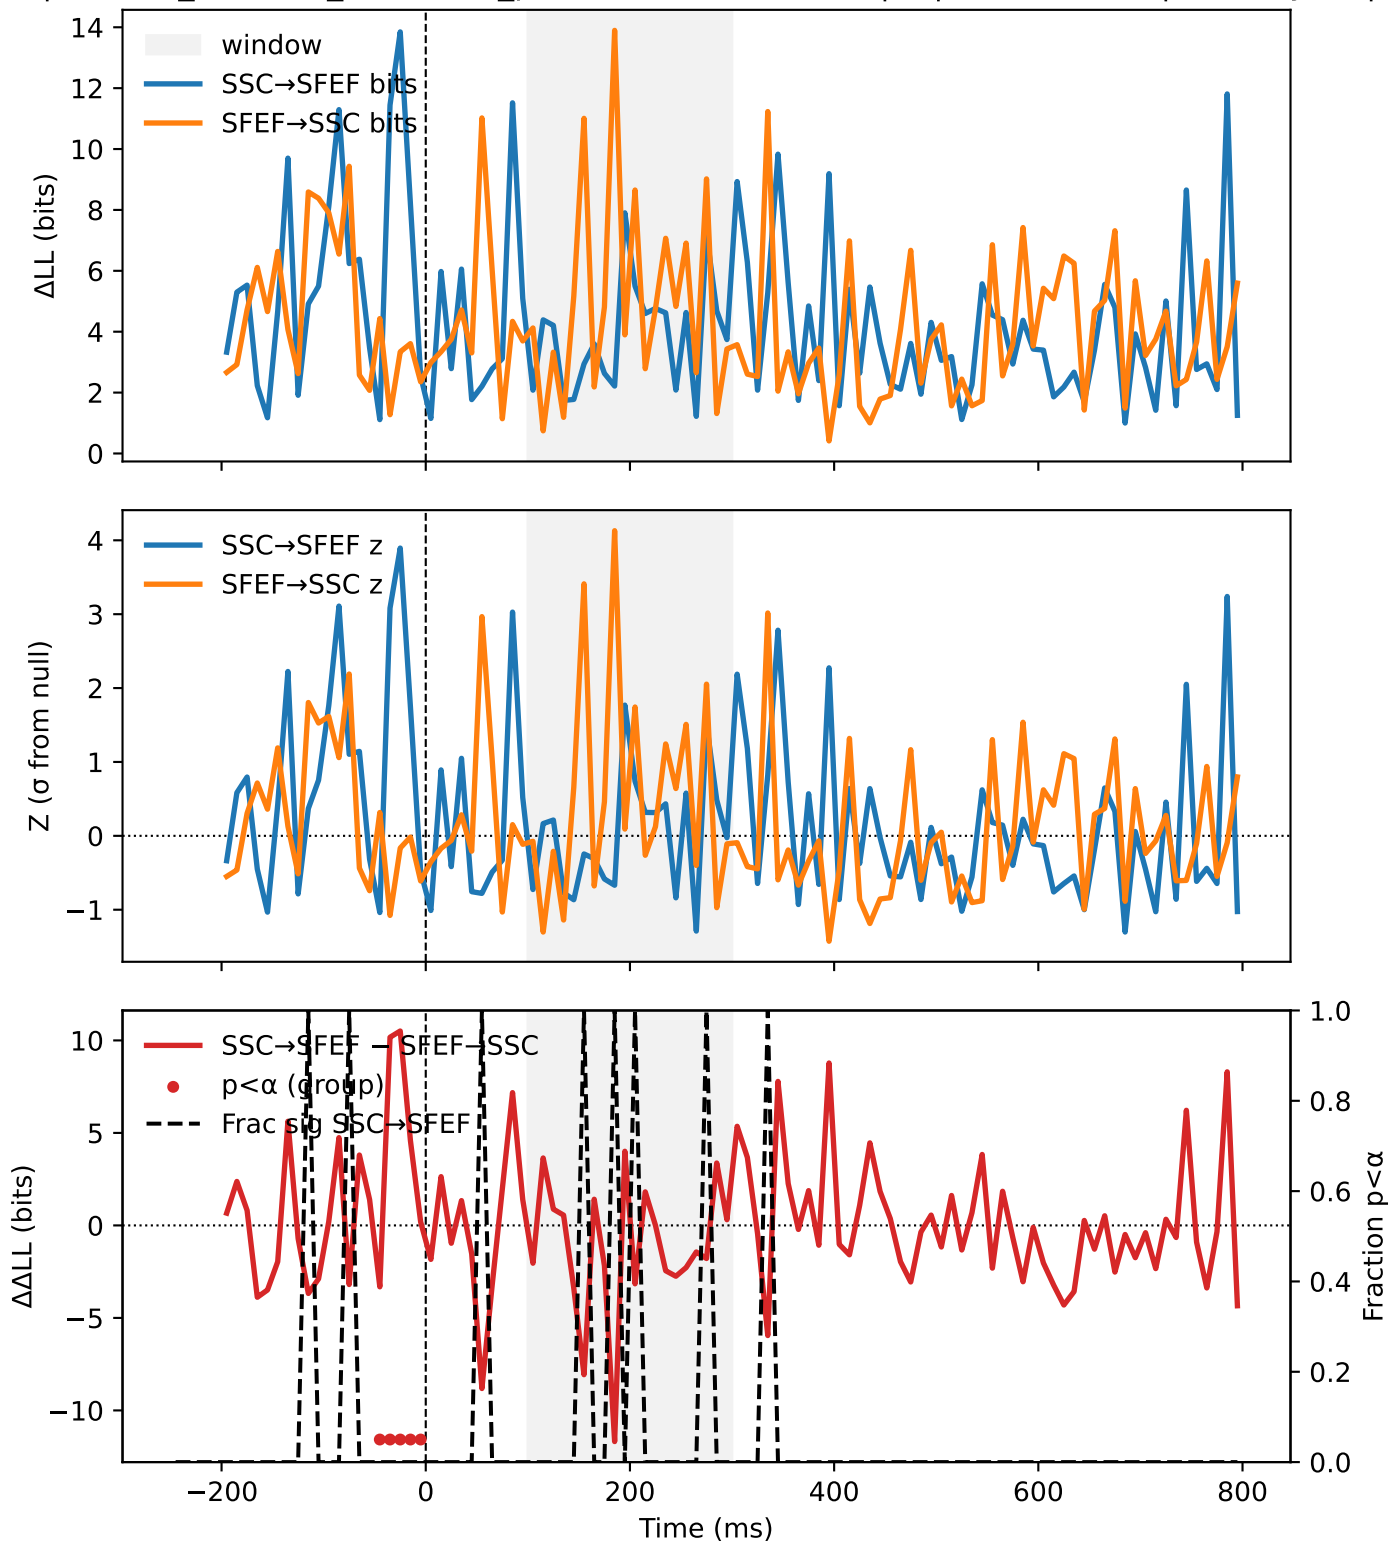 14
12
10
8
6
4
2
0
ΔLL (bits)
window
SSC→SFEF bits
SFEF→SSC bits
4
3
2
1
0
−1
Z (σ from null)
SSC→SFEF z
SFEF→SSC z
10
5
0
−5
−10
ΔΔLL (bits)
SSC→SFEF − SFEF→SSC
p<α (group)
Frac sig SSC→SFEF
1.0
0.8
0.6
0.4
0.2
0.0
Fraction p<α
−200
0
200
400
600
800
Time (ms)